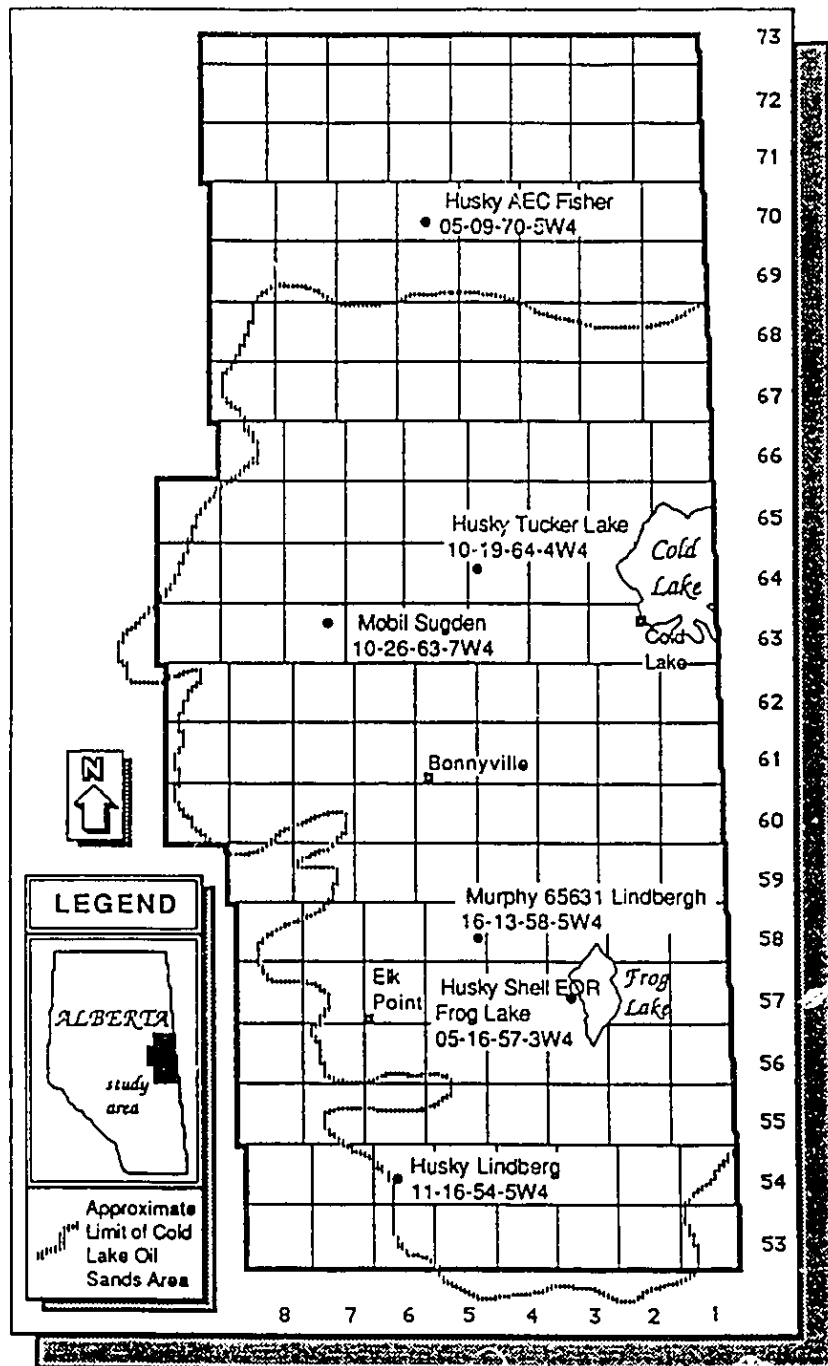 73
72
71
Husky AEC Fisher
70
05-09-70-5W4
69
68
67
66
65
Husky Tucker Lake
10-19-64-4W4
Cold
Lake
64
Mobil Sugden
10-26-63-7W4
63
Cold
Lake
62
N
61
Bonnyville
60
59
LEGEND
Murphy 65631 Lindbergh
16-13-58-5W4
58
Elk
Point
Husky Shell EOR
Frog Lake
05-16-57-3W4
Frog
Lake
57
ALBERTA
study
area
56
55
Husky Lindberg
11-16-54-5W4
54
Approximate
Limit of Cold
Lake Oil
Sands Area
53
8 7 6 5 4 3 2 1